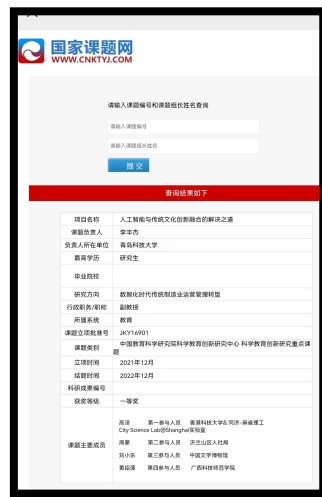 国家课题网
WWW.CNKTYJ.COM
请输入课题编号和课题组长姓名查询
请输入课题编号
请输入课题组长姓名
提 交
查询结果如下
项目名称 人工智能与传统文化创新融合的解决之道
课题负责人 李丰杰
负责人所在单位 青岛科技大学
最高学历 研究生
毕业院校
研究方向 数智化时代传统制造业运营管理转型
行政职务/职称 副教授
所属系统 教育
课题立项批准号 JKY16901
课题类别 中国教育科学研究院科学教育创新研究中心 科学教育创新研究重点课题
立项时间 2021年12月
结题时间 2022年12月
科研成果编号
获奖等级 一等奖
课题主要成员
高洁 第一参与人员 香港科技大学& 同济-麻省理工
City Science Lab@Shanghai实验室
周蒙 第二参与人员 洪兰山区人社局
刘小东 第三参与人员 中国文字博物馆
黄绍滢 第四参与人员 广西科技师范学院